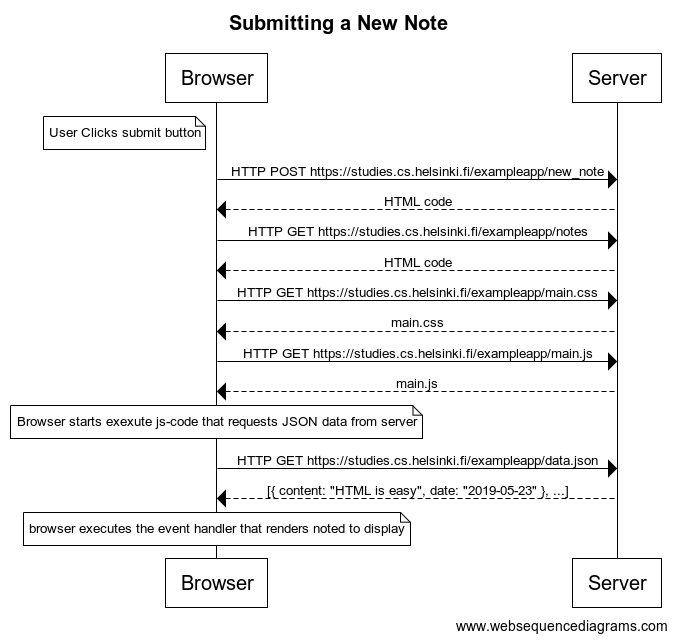 Submitting a New Note
Browser
Server
User Clicks submit button
HTTP POST https://studies.cs.helsinki.fi/exampleapp/new_note
HTML code
HTTP GET https://studies.cs.helsinki.fi/exampleapp/notes
HTML code
HTTP GET https://studies.cs.helsinki.fi/exampleapp/main.css
main.css
HTTP GET https://studies.cs.helsinki.fi/exampleapp/main.js
main.js
Browser starts exexute js-code that requests JSON data from server
HTTP GET https://studies.cs.helsinki.fi/exampleapp/data.json
[{ content: "HTML is easy", date: "2019-05-23" }, ...]
browser executes the event handler that renders noted to display
Browser
Server
www.websequencediagrams.com